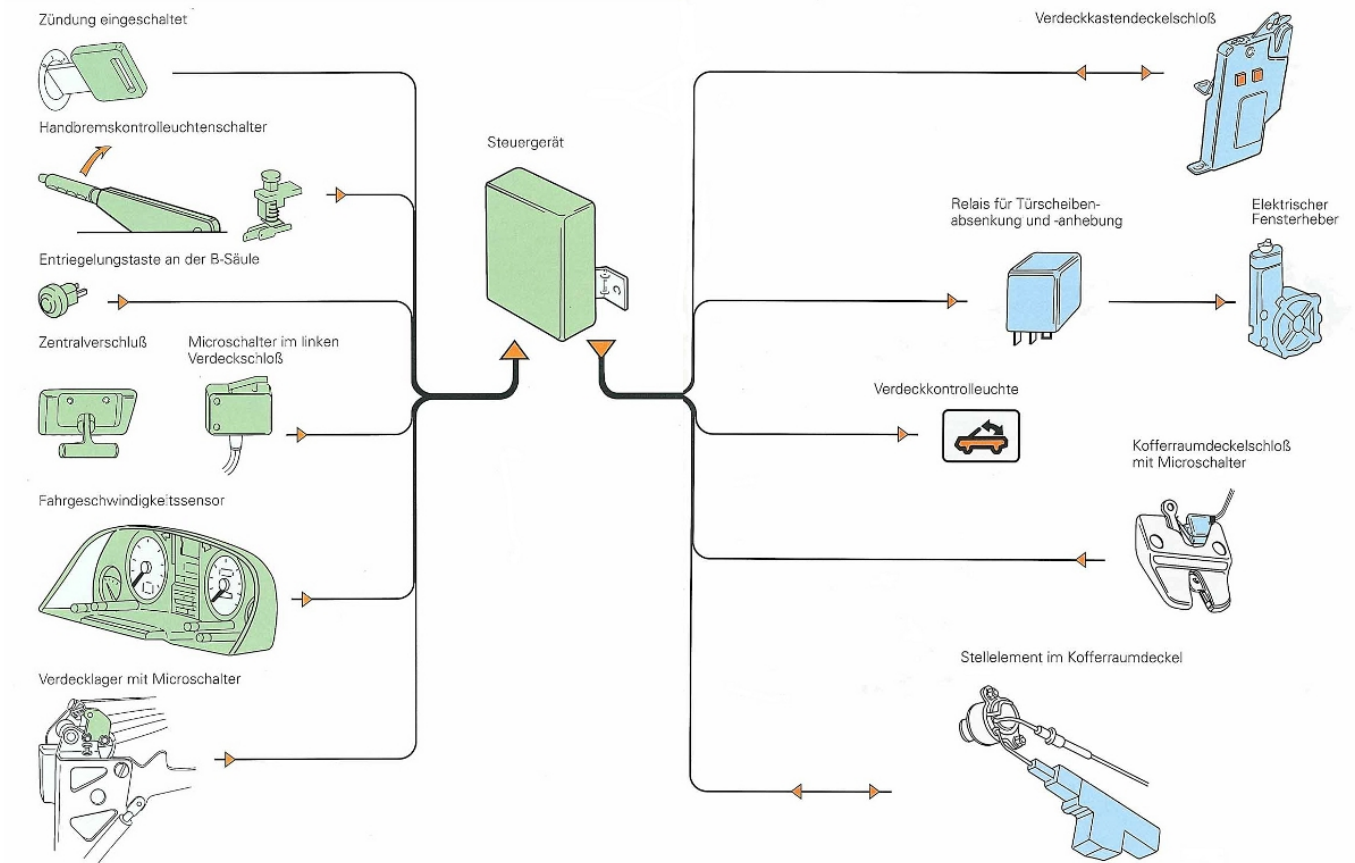 Zündung eingeschaltet
Handbremskontrolleuchtenschalter
Entriegelungstaste an der B-Säule
Zentralverschluß
Microschalter im linken
Verdeckschloß
Fahrgeschwindigkeitssensor
Verdecklager mit Microschalter
Steuergerät
Verdeckkastendeckelschloß
Relais für Türscheiben-
absenkung und -anhebung
Elektrischer
Fensterheber
Verdeckkontrolleuchte
Kofferraumdeckelschloß
mit Microschalter
Stellelement im Kofferraumdeckel